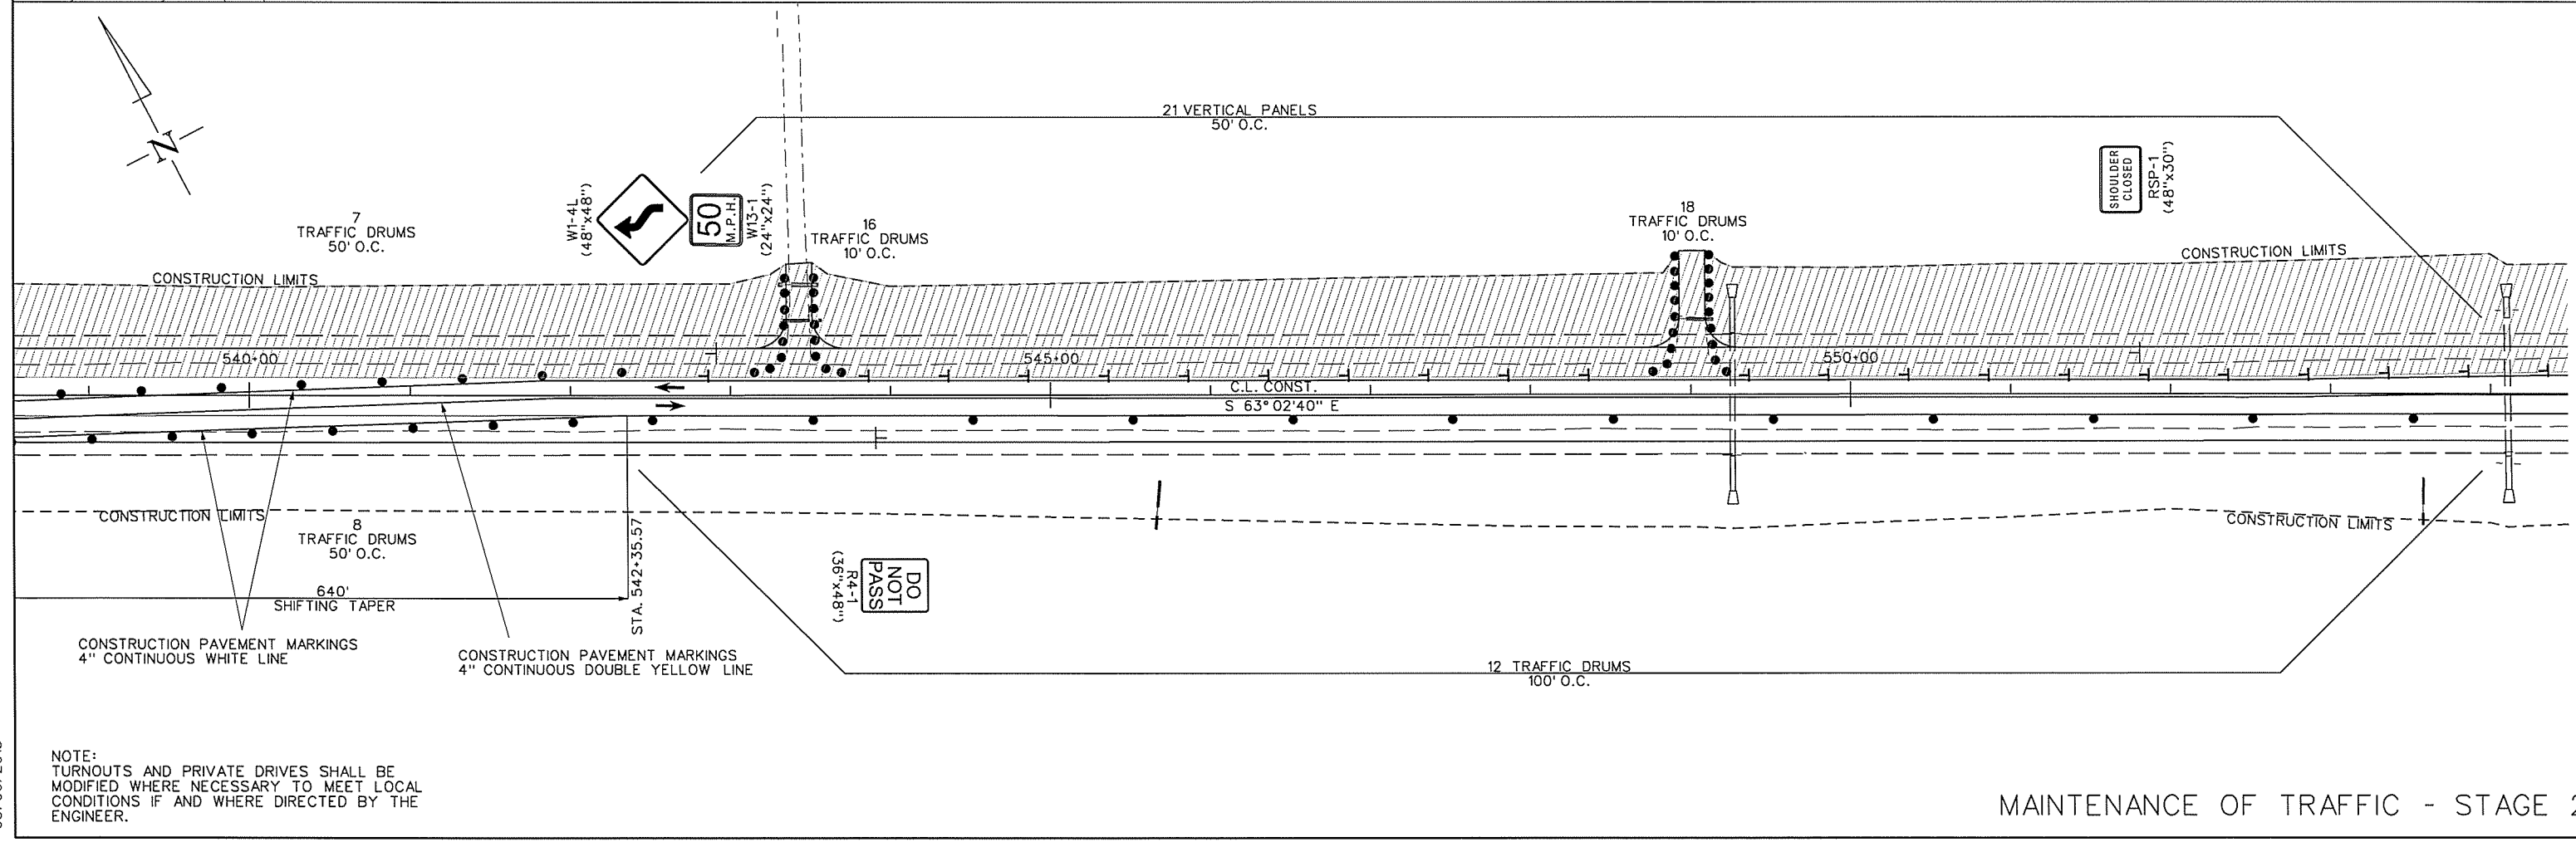 N
21 VERTICAL PANELS
50' O.C.
7
TRAFFIC DRUMS
50' O.C.
W1-4L
(48"x48")
50
M.P.H.
W13-1
(24"x24")
16
TRAFFIC DRUMS
10' O.C.
18
TRAFFIC DRUMS
10' O.C.
SHOULDER
CLOSED
RSP-1
(48"x30")
CONSTRUCTION LIMITS
CONSTRUCTION LIMITS
540+00
545+00
550+00
C.L. CONST.
S 63° 02'40" E
CONSTRUCTION LIMITS
CONSTRUCTION LIMITS
8
TRAFFIC DRUMS
50' O.C.
640'
SHIFTING TAPER
STA. 542+35.57
DO
NOT
PASS
R4-1
(36"x48")
CONSTRUCTION PAVEMENT MARKINGS
4" CONTINUOUS WHITE LINE
CONSTRUCTION PAVEMENT MARKINGS
4" CONTINUOUS DOUBLE YELLOW LINE
12 TRAFFIC DRUMS
100' O.C.
NOTE:
TURNOUTS AND PRIVATE DRIVES SHALL BE
MODIFIED WHERE NECESSARY TO MEET LOCAL
CONDITIONS IF AND WHERE DIRECTED BY THE
ENGINEER.
MAINTENANCE OF TRAFFIC - STAGE 2